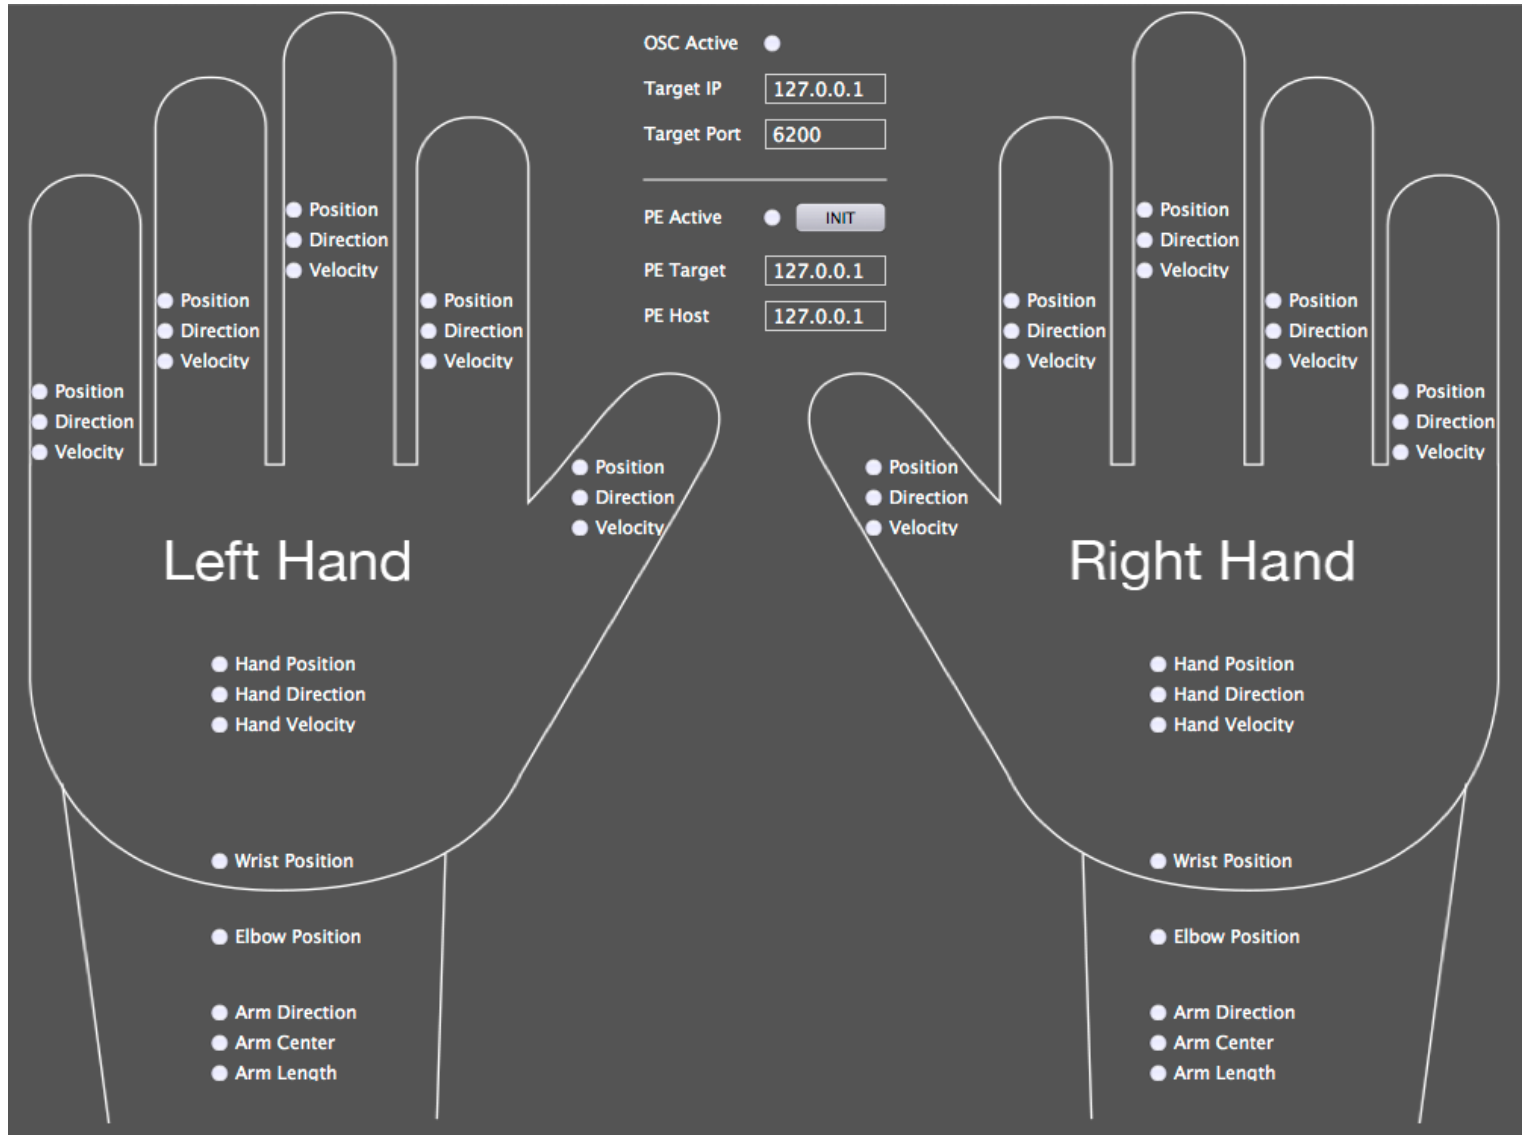 OSC Active
Target IP 127.0.0.1
Target Port 6200
PE Active INIT
PE Target 127.0.0.1
PE Host 127.0.0.1
Position
Direction
Velocity
Position
Direction
Velocity
Position
Direction
Velocity
Position
Direction
Velocity
Position
Direction
Velocity
Left Hand
Hand Position
Hand Direction
Hand Velocity
Wrist Position
Elbow Position
Arm Direction
Arm Center
Arm Length
Position
Direction
Velocity
Position
Direction
Velocity
Position
Direction
Velocity
Position
Direction
Velocity
Position
Direction
Velocity
Right Hand
Hand Position
Hand Direction
Hand Velocity
Wrist Position
Elbow Position
Arm Direction
Arm Center
Arm Length